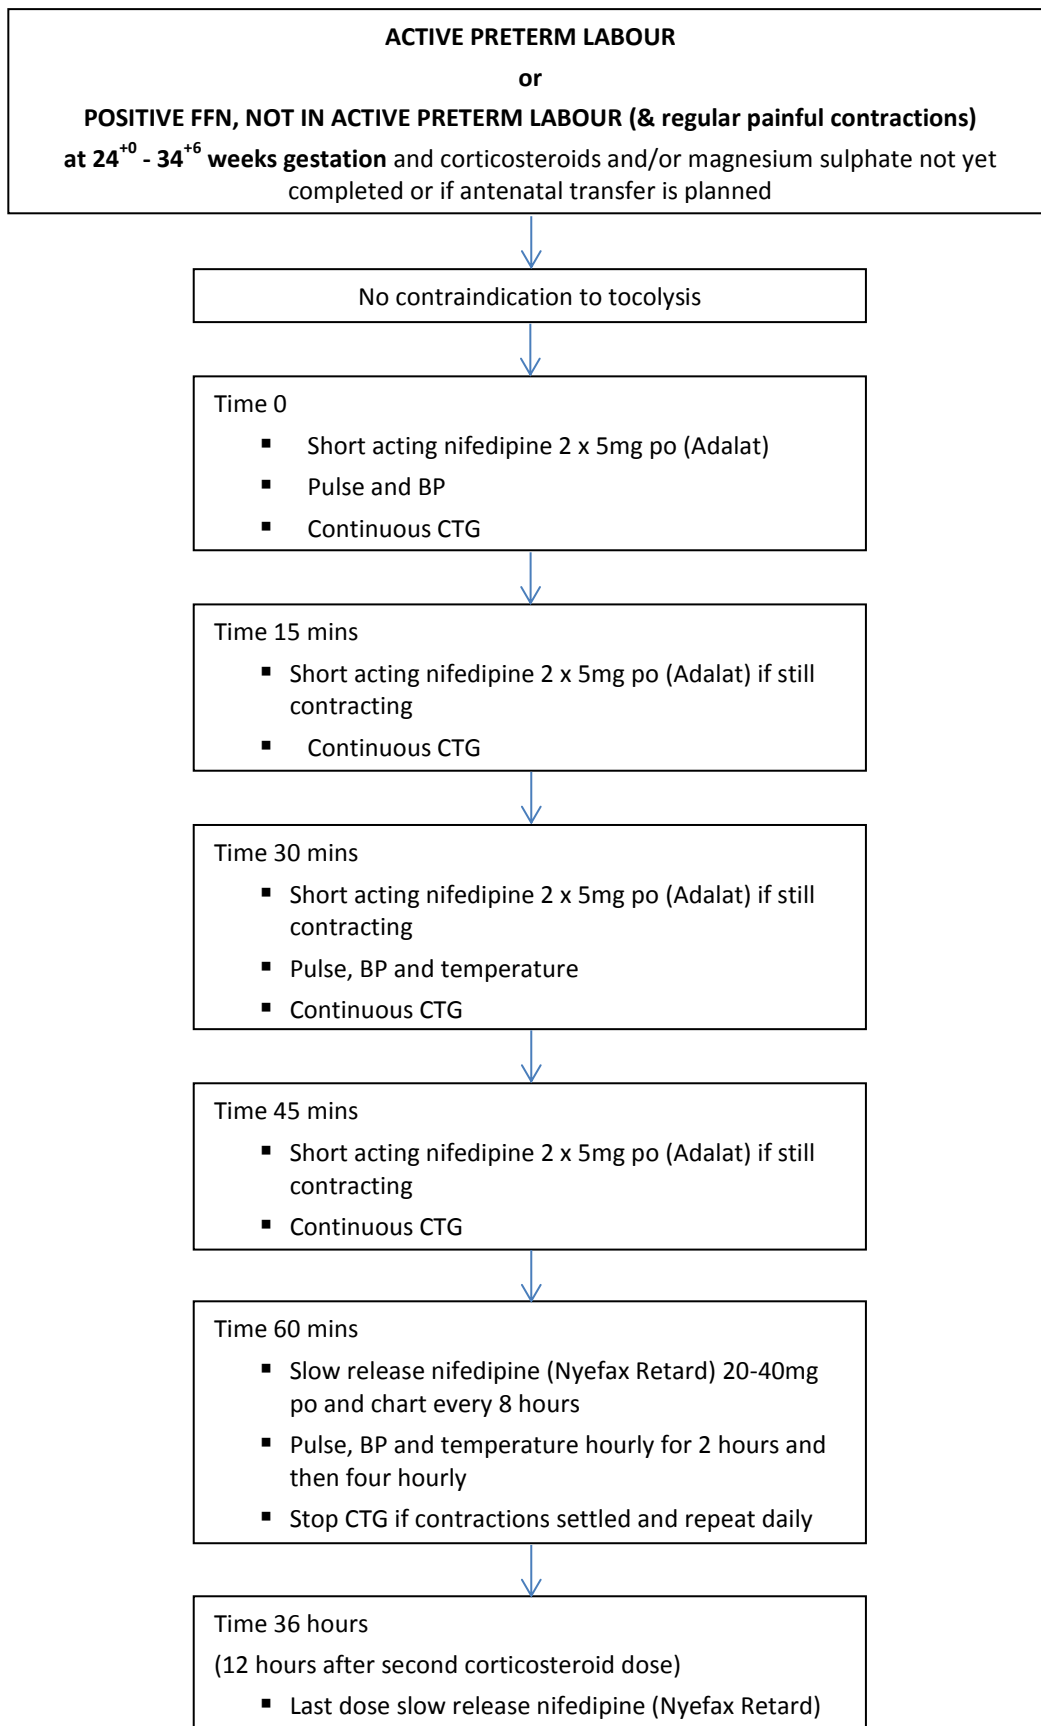 ACTIVE PRETERM LABOUR
or
POSITIVE FFN, NOT IN ACTIVE PRETERM LABOUR (& regular painful contractions)
at 24+0 - 34+6 weeks gestation and corticosteroids and/or magnesium sulphate not yet
completed or if antenatal transfer is planned
No contraindication to tocolysis
Time 0
▪ Short acting nifedipine 2 x 5mg po (Adalat)
▪ Pulse and BP
▪ Continuous CTG
Time 15 mins
▪ Short acting nifedipine 2 x 5mg po (Adalat) if still
contracting
▪ Continuous CTG
Time 30 mins
▪ Short acting nifedipine 2 x 5mg po (Adalat) if still
contracting
▪ Pulse, BP and temperature
▪ Continuous CTG
Time 45 mins
▪ Short acting nifedipine 2 x 5mg po (Adalat) if still
contracting
▪ Continuous CTG
Time 60 mins
▪ Slow release nifedipine (Nyefax Retard) 20-40mg
po and chart every 8 hours
▪ Pulse, BP and temperature hourly for 2 hours and
then four hourly
▪ Stop CTG if contractions settled and repeat daily
Time 36 hours
(12 hours after second corticosteroid dose)
▪ Last dose slow release nifedipine (Nyefax Retard)